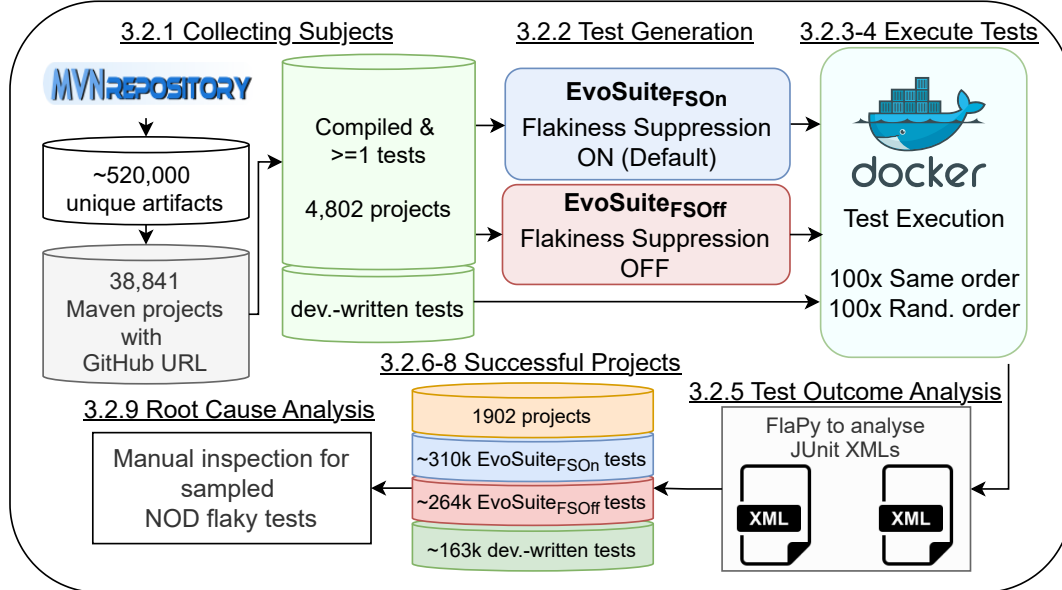 3.2.1 Collecting Subjects
MVNREPOSITORY
~520,000
unique artifacts
38,841
Maven projects
with
GitHub URL
Compiled &
>=1 tests
4,802 projects
dev.-written tests
3.2.2 Test Generation
EvoSuiteFSOn
Flakiness Suppression
ON (Default)
EvoSuiteFSOff
Flakiness Suppression
OFF
3.2.3-4 Execute Tests
docker
Test Execution
100x Same order
100x Rand. order
3.2.5 Test Outcome Analysis
FlaPy to analyse
JUnit XMLs
XML
XML
3.2.6-8 Successful Projects
1902 projects
~310k EvoSuiteFSOn tests
~264k EvoSuiteFSOff tests
~163k dev.-written tests
3.2.9 Root Cause Analysis
Manual inspection for
sampled
NOD flaky tests